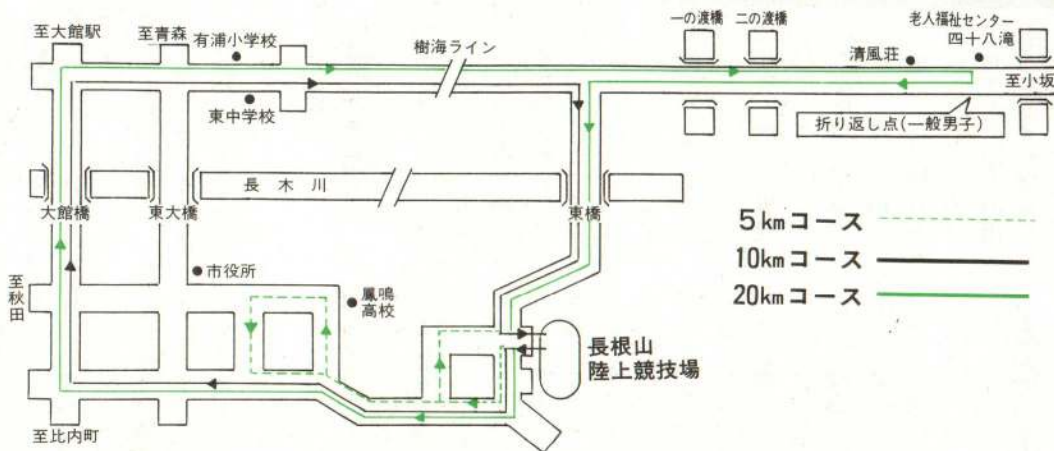 至大館駅
至青森
有浦小学校
樹海ライン
一の渡橋
二の渡橋
老人福祉センター
四十八滝
清風荘
至小坂
東中学校
折り返し点(一般男子)
長木川
大館橋
東大橋
東橋
5kmコース
10kmコース
20kmコース
市役所
至秋田
鳳鳴
高校
長根山
陸上競技場
至比内町